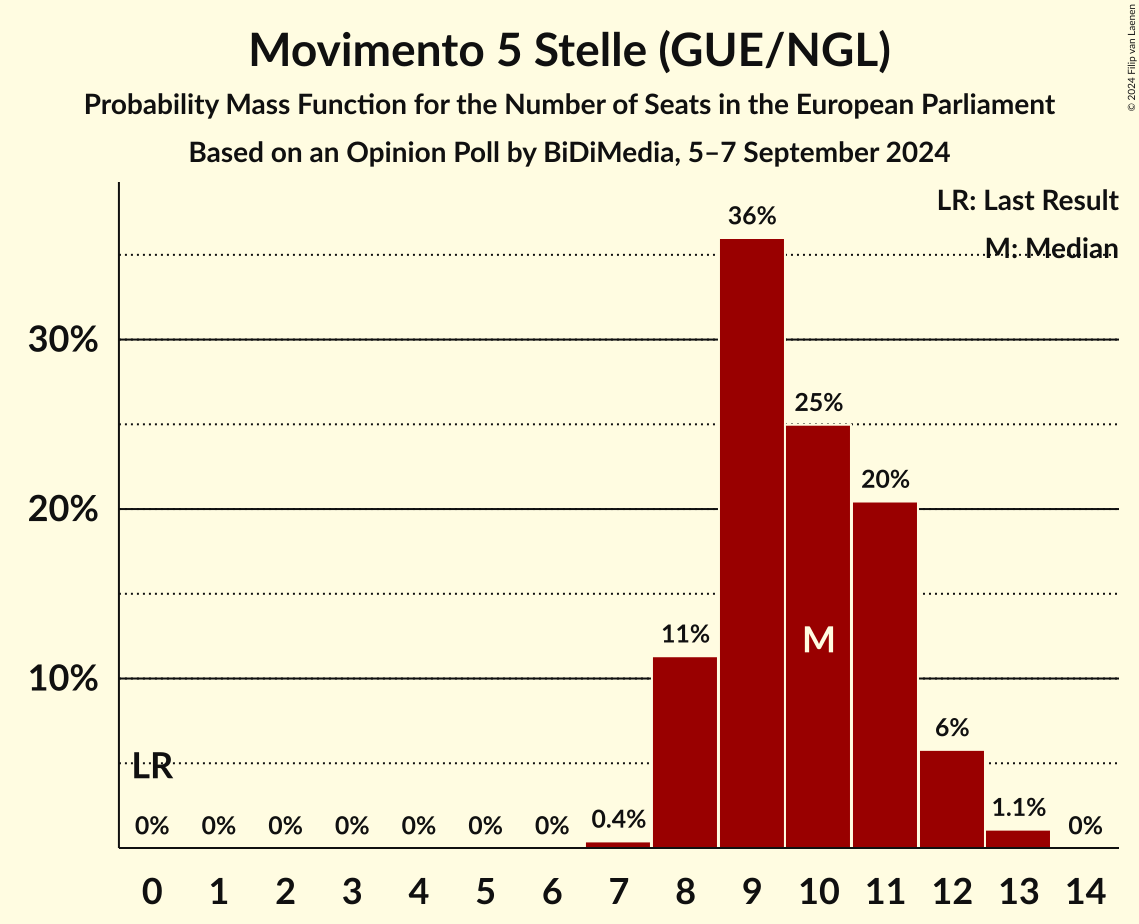 Movimento 5 Stelle (GUE/NGL)
Probability Mass Function for the Number of Seats in the European Parliament
Based on an Opinion Poll by BiDiMedia, 5–7 September 2024
© 2024 Filip van Laenen
LR: Last Result
M: Median
36%
30%
25%
20%
20%
11%
M
10%
6%
LR
0% 0% 0% 0% 0% 0% 0% 0.4% 1.1% 0%
0 1 2 3 4 5 6 7 8 9 10 11 12 13 14